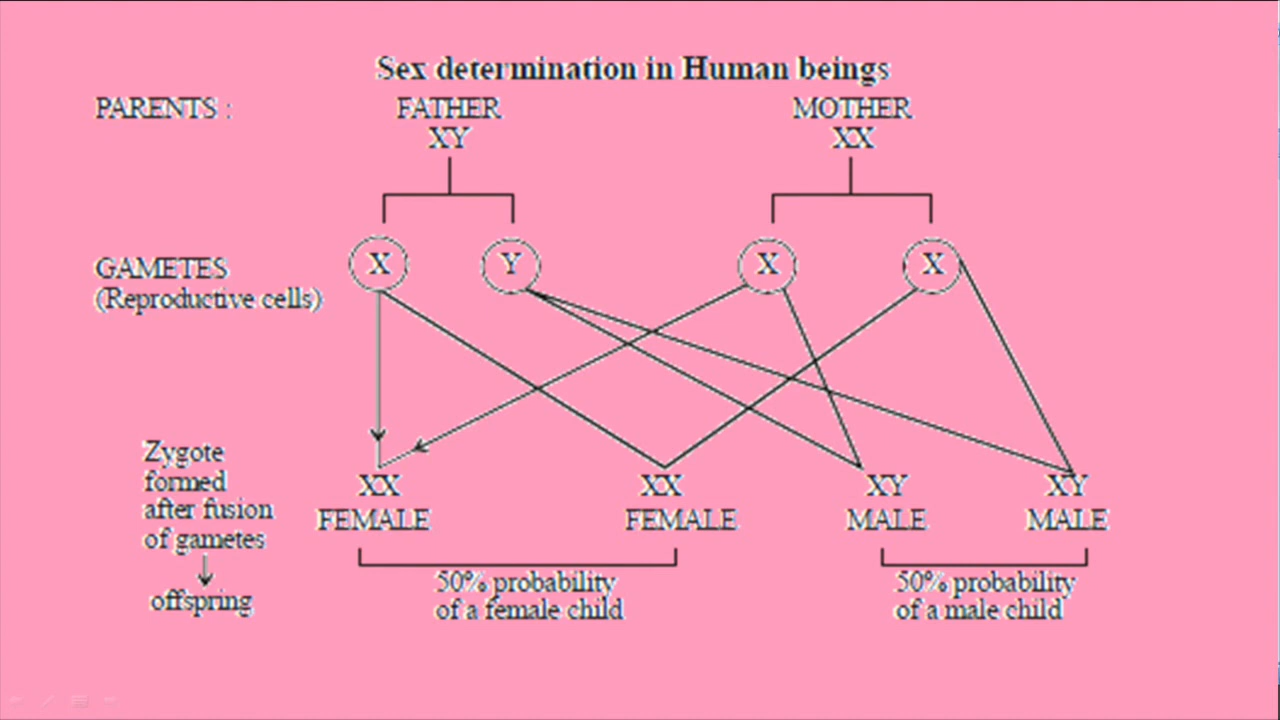 Sex determination in Human beings
PARENTS : FATHER MOTHER
XY XX
X Y X X
GAMETES
(Reproductive cells)
Zygote
formed
after fusion
of gametes
offspring
XX XX XY XY
FEMALE FEMALE MALE MALE
50% probability
of a female child
50% probability
of a male child